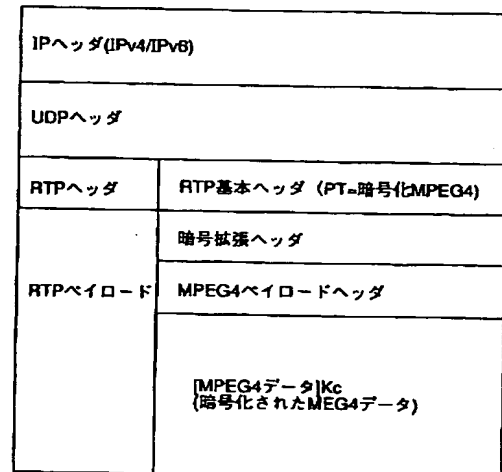 IPヘッダ(IPv4/IPv6)
UDPヘッダ
RTPヘッダ
RTP基本ヘッダ（PT=暗号化MPEG4)
暗号拡張ヘッダ
RTPペイロード
MPEG4ペイロードヘッダ
[MPEG4データ]Kc
(暗号化されたMEG4データ)